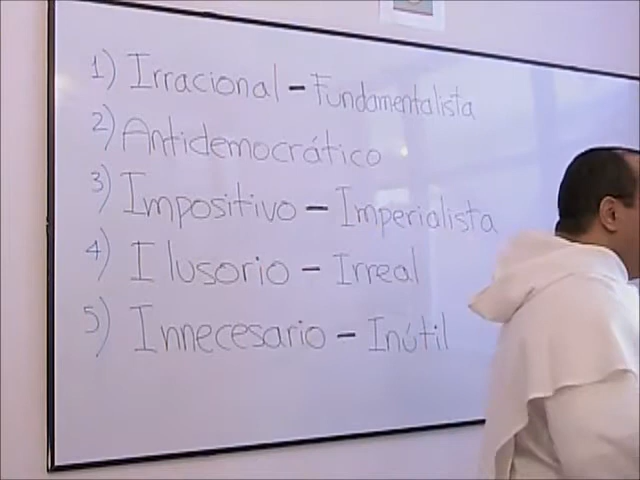 1) Irracional - Fundamentalista
2) Antidemocrático
3) Impositivo - Imperialista
4) Ilusorio - Irreal
5) Innecesario - Inútil